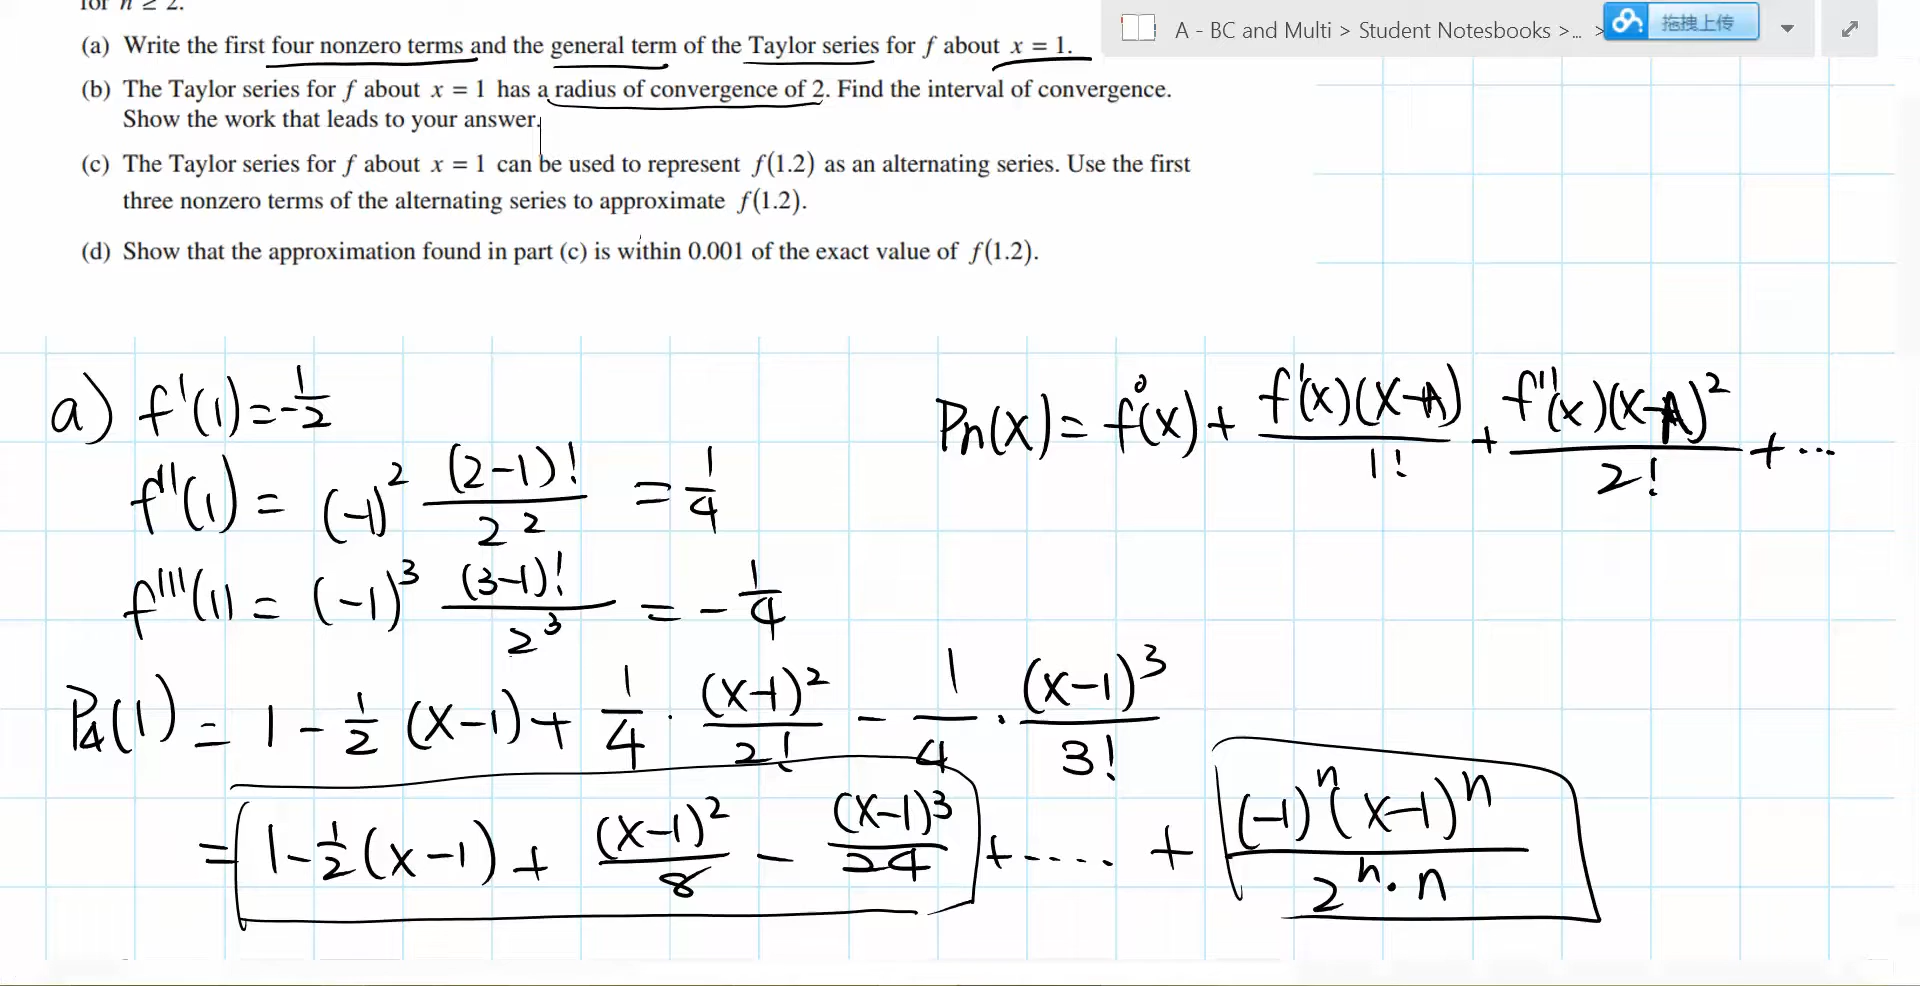 for n ≥ 2.
A - BC and Multi > Student Notesbooks >... >
拖拽上传
(a) Write the first four nonzero terms and the general term of the Taylor series for f about x = 1.
(b) The Taylor series for f about x = 1 has a radius of convergence of 2. Find the interval of convergence.
Show the work that leads to your answer.
(c) The Taylor series for f about x = 1 can be used to represent f(1.2) as an alternating series. Use the first
three nonzero terms of the alternating series to approximate f(1.2).
(d) Show that the approximation found in part (c) is within 0.001 of the exact value of f(1.2).
a) f'(1) = -1/2
Pn(x) = f⁰(x) + f'(x)(x-A)/1! + f''(x)(x-A)²/2! + ...
f''(1) = (-1)² (2-1)!/2² = 1/4
f'''(1) = (-1)³ (3-1)!/2³ = -1/4
P₄(1) = 1 - 1/2 (x-1) + 1/4 · (x-1)²/2! - 1/4 · (x-1)³/3!
= 1 - 1/2 (x-1) + (x-1)²/8 - (x-1)³/24 + .... + (-1)ⁿ(x-1)ⁿ/2ⁿ·n